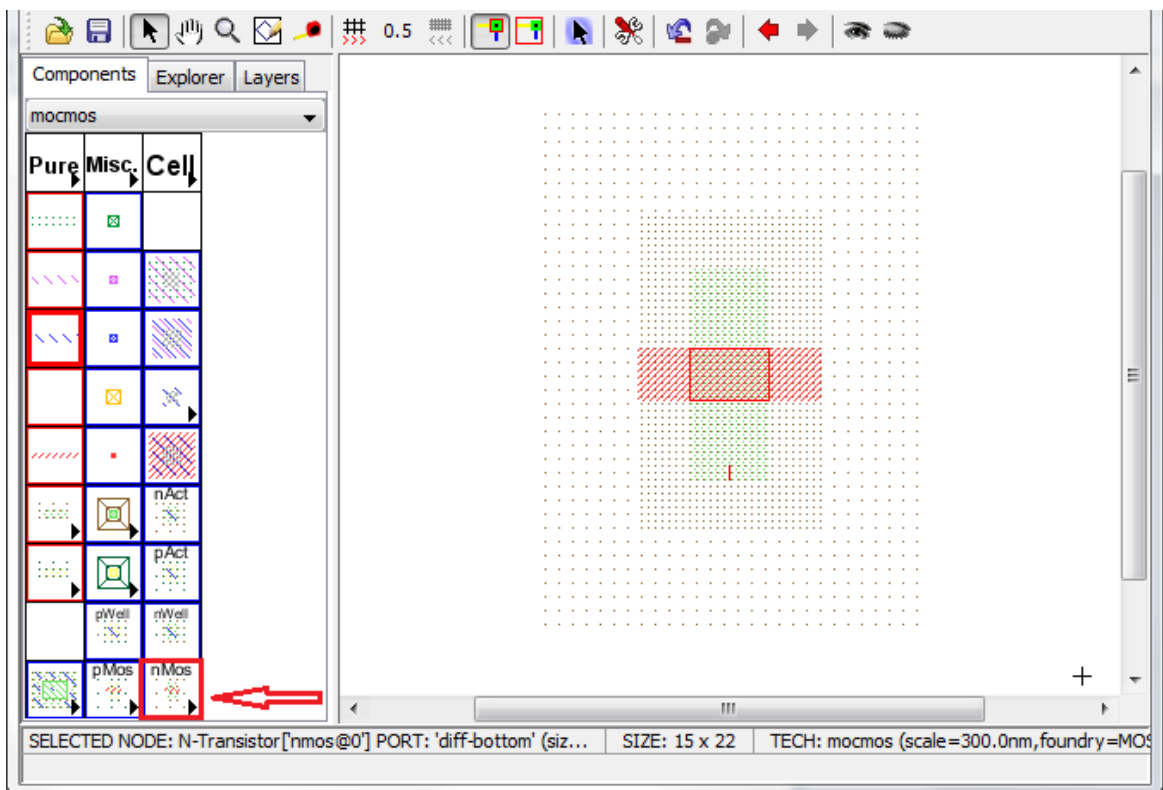 0.5
Components Explorer Layers
mocmos
Pure Misc. Cell
nAct
pAct
pWell nWell
pMos nMos
SELECTED NODE: N-Transistor['nmos@0'] PORT: 'diff-bottom' (siz... SIZE: 15 x 22 TECH: mocmos (scale=300.0nm,foundry=MOS